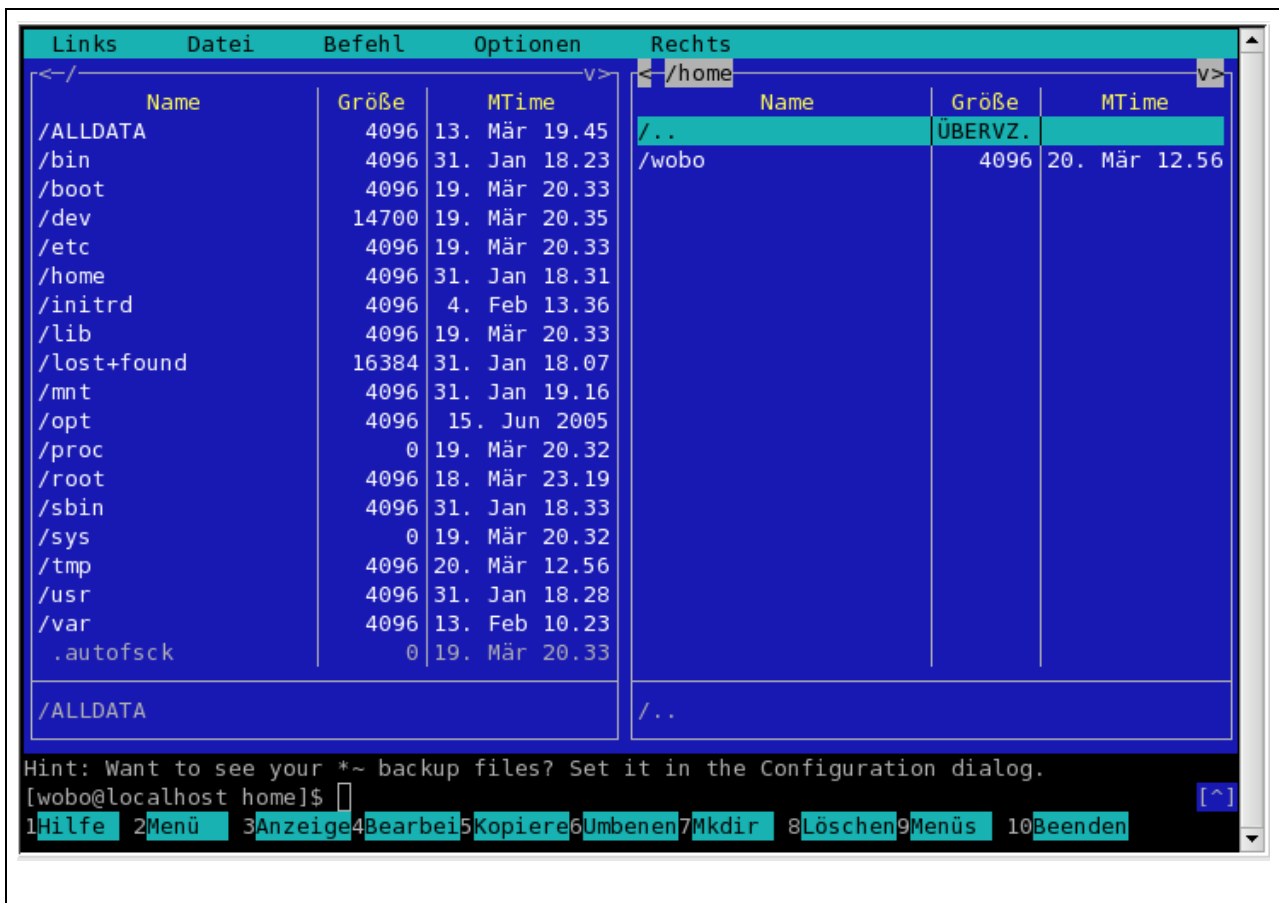 Links Datei Befehl Optionen Rechts
<─/ v> < /home v>
Name Größe MTime Name Größe MTime
/ALLDATA 4096 13. Mär 19.45 /.. ÜBERVZ.
/bin 4096 31. Jan 18.23 /wobo 4096 20. Mär 12.56
/boot 4096 19. Mär 20.33
/dev 14700 19. Mär 20.35
/etc 4096 19. Mär 20.33
/home 4096 31. Jan 18.31
/initrd 4096 4. Feb 13.36
/lib 4096 19. Mär 20.33
/lost+found 16384 31. Jan 18.07
/mnt 4096 31. Jan 19.16
/opt 4096 15. Jun 2005
/proc 0 19. Mär 20.32
/root 4096 18. Mär 23.19
/sbin 4096 31. Jan 18.33
/sys 0 19. Mär 20.32
/tmp 4096 20. Mär 12.56
/usr 4096 31. Jan 18.28
/var 4096 13. Feb 10.23
.autofsck 0 19. Mär 20.33
/ALLDATA /..
Hint: Want to see your *~ backup files? Set it in the Configuration dialog.
[wobo@localhost home]$ [^]
1Hilfe 2Menü 3Anzeige4Bearbei5Kopiere6Umbenen7Mkdir 8Löschen9Menüs 10Beenden